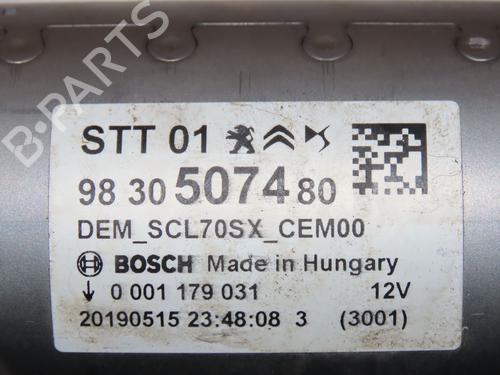 STT 01
98 30 5074 80
DEM_SCL70SX_CEM00
BOSCH Made in Hungary
0 001 179 031 12V
20190515 23:48:08 3 (3001)
B-PARTS